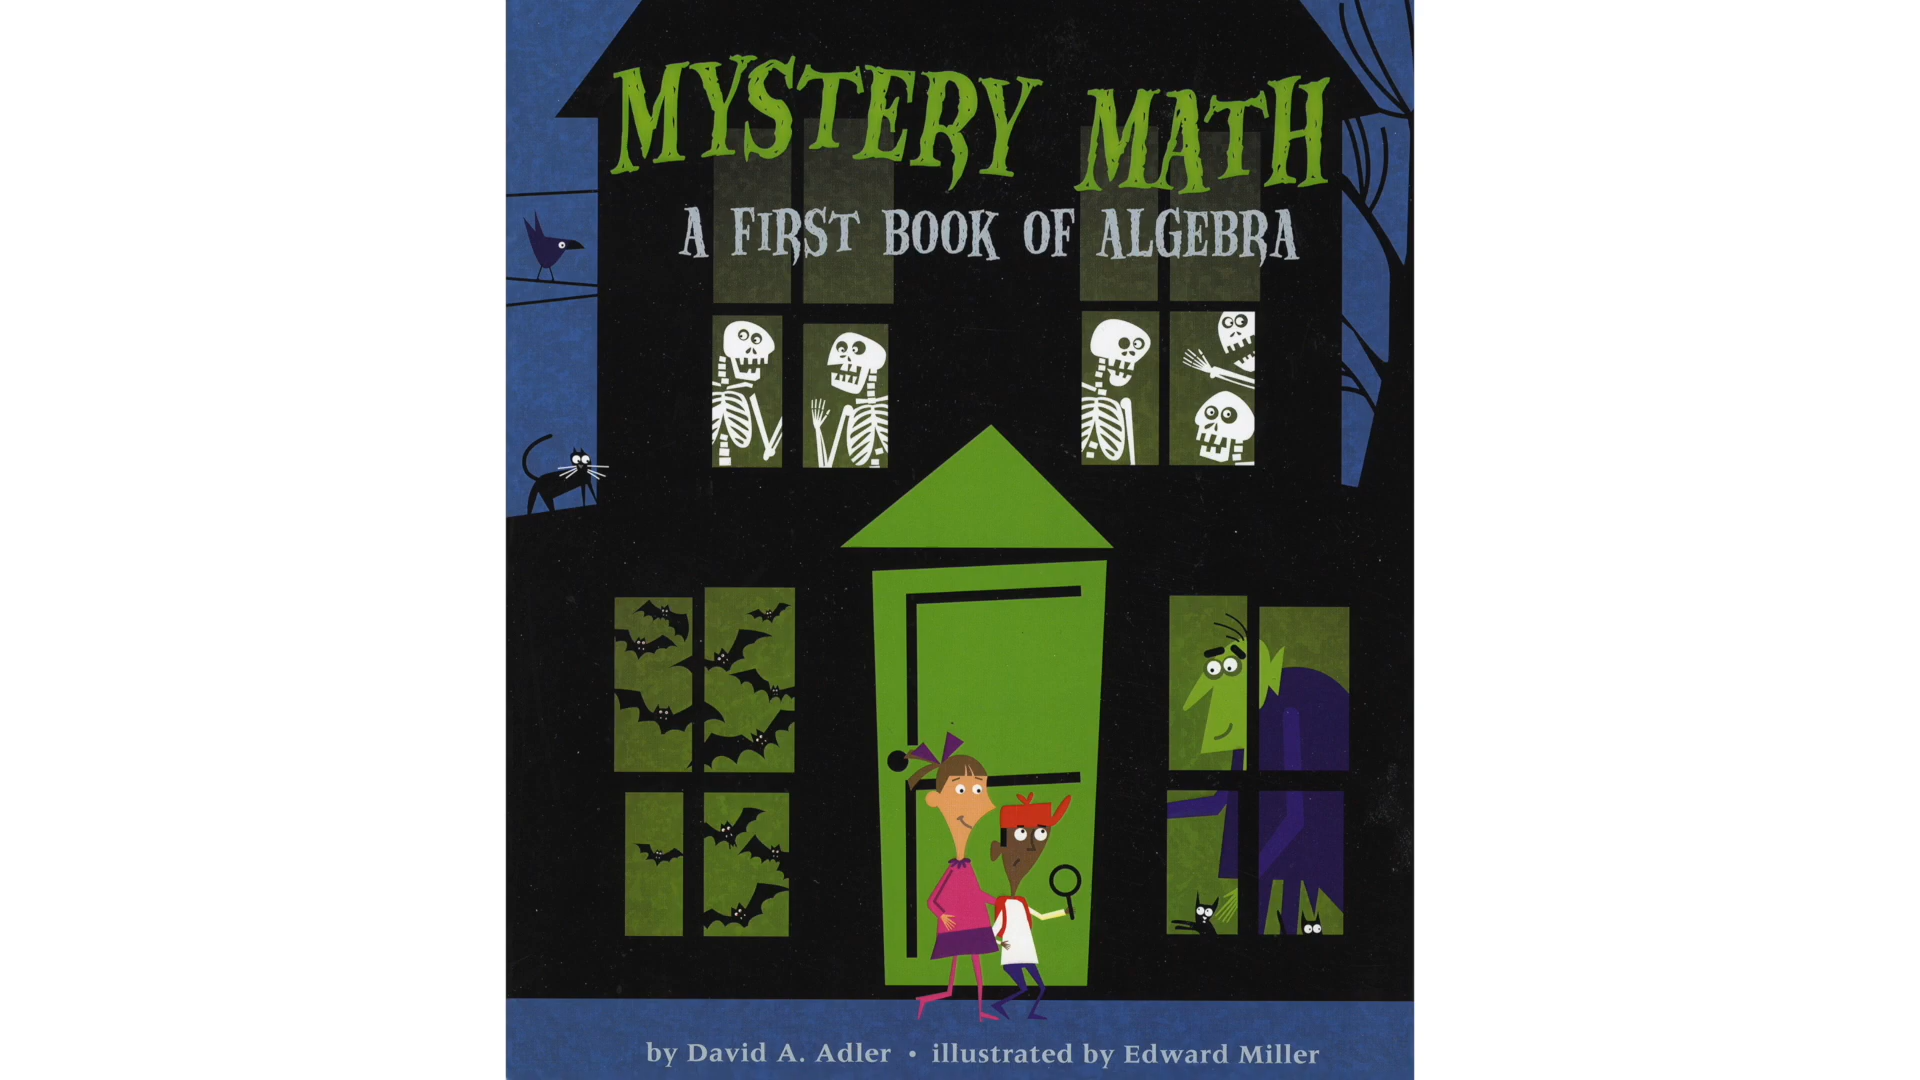 MYSTERY MATH
A FIRST BOOK OF ALGEBRA
by David A. Adler • illustrated by Edward Miller